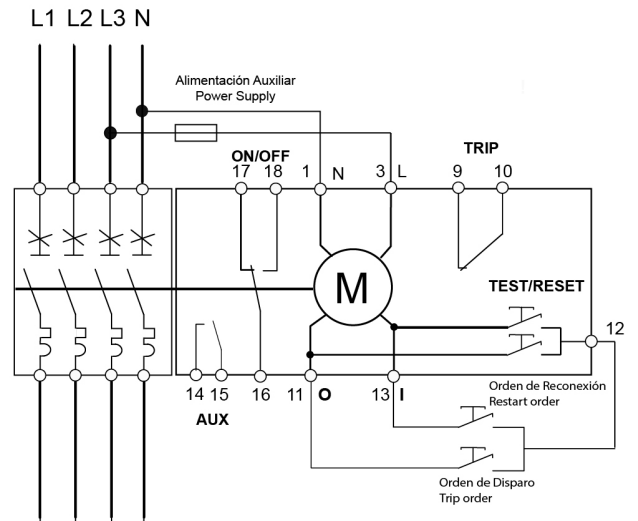 L1 L2 L3 N
Alimentación Auxiliar
Power Supply
ON/OFF
TRIP
17 18 1 N 3 L 9 10
M
TEST/RESET
12
14 15 16 11 O 13 I
AUX
Orden de Reconexión
Restart order
Orden de Disparo
Trip order